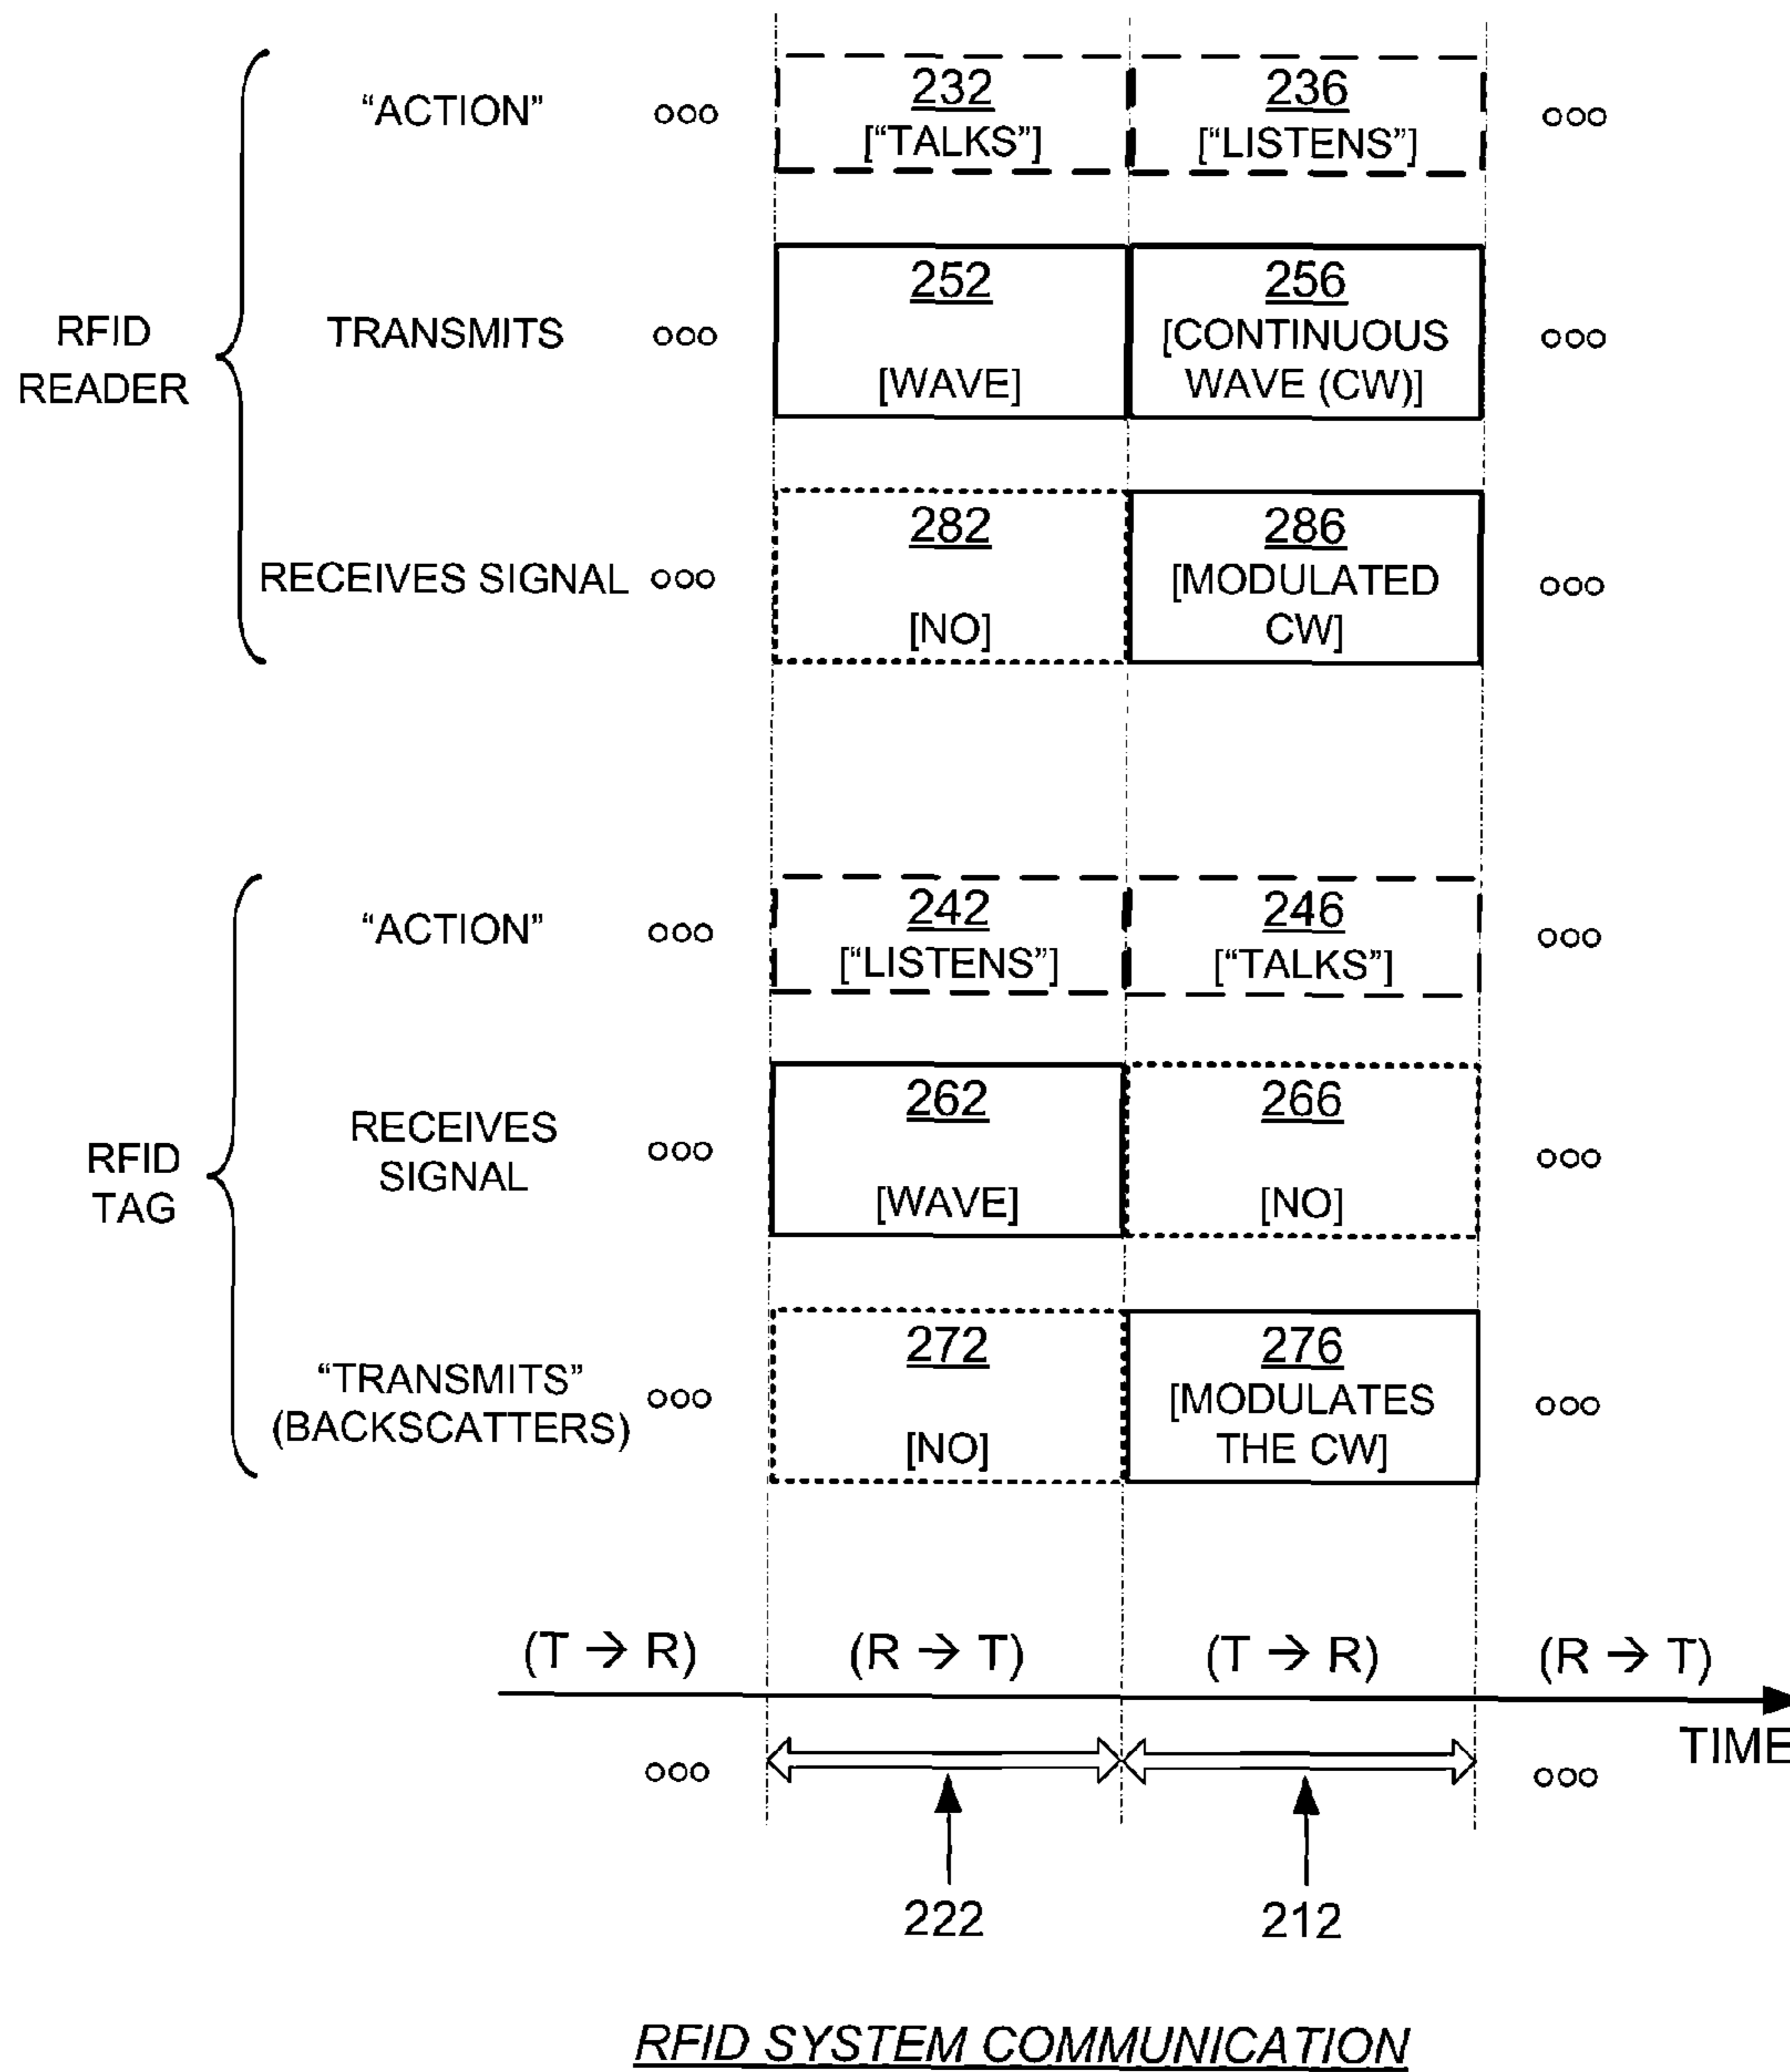 232 236
“ACTION” ooo [“TALKS”] [“LISTENS”] ooo
252 256
RFID READER TRANSMITS ooo [CONTINUOUS ooo
[WAVE] WAVE (CW)]
282 286
RECEIVES SIGNAL ooo [MODULATED ooo
[NO] CW]
242 246
“ACTION” ooo [“LISTENS”] [“TALKS”] ooo
262 266
RFID TAG RECEIVES SIGNAL ooo ooo
[WAVE] [NO]
272 276
“TRANSMITS” ooo [MODULATES ooo
(BACKSCATTERS) [NO] THE CW]
(T → R) (R → T) (T → R) (R → T)
TIME
ooo ooo
222 212
RFID SYSTEM COMMUNICATION